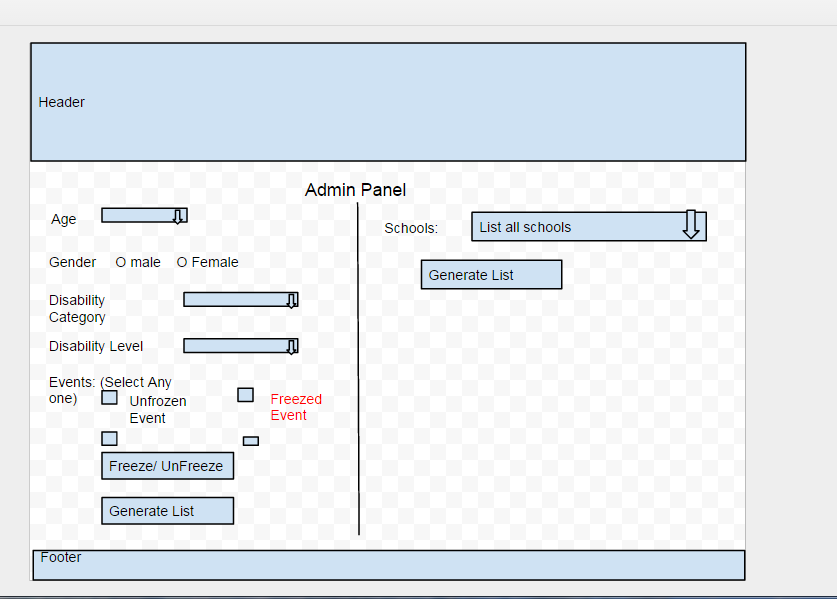 Header
Admin Panel
Age
Gender O male O Female
Disability
Category
Disability Level
Events: (Select Any
one)
Unfrozen
Event
Freezed
Event
Freeze/ UnFreeze
Generate List
Schools:
List all schools
Generate List
Footer